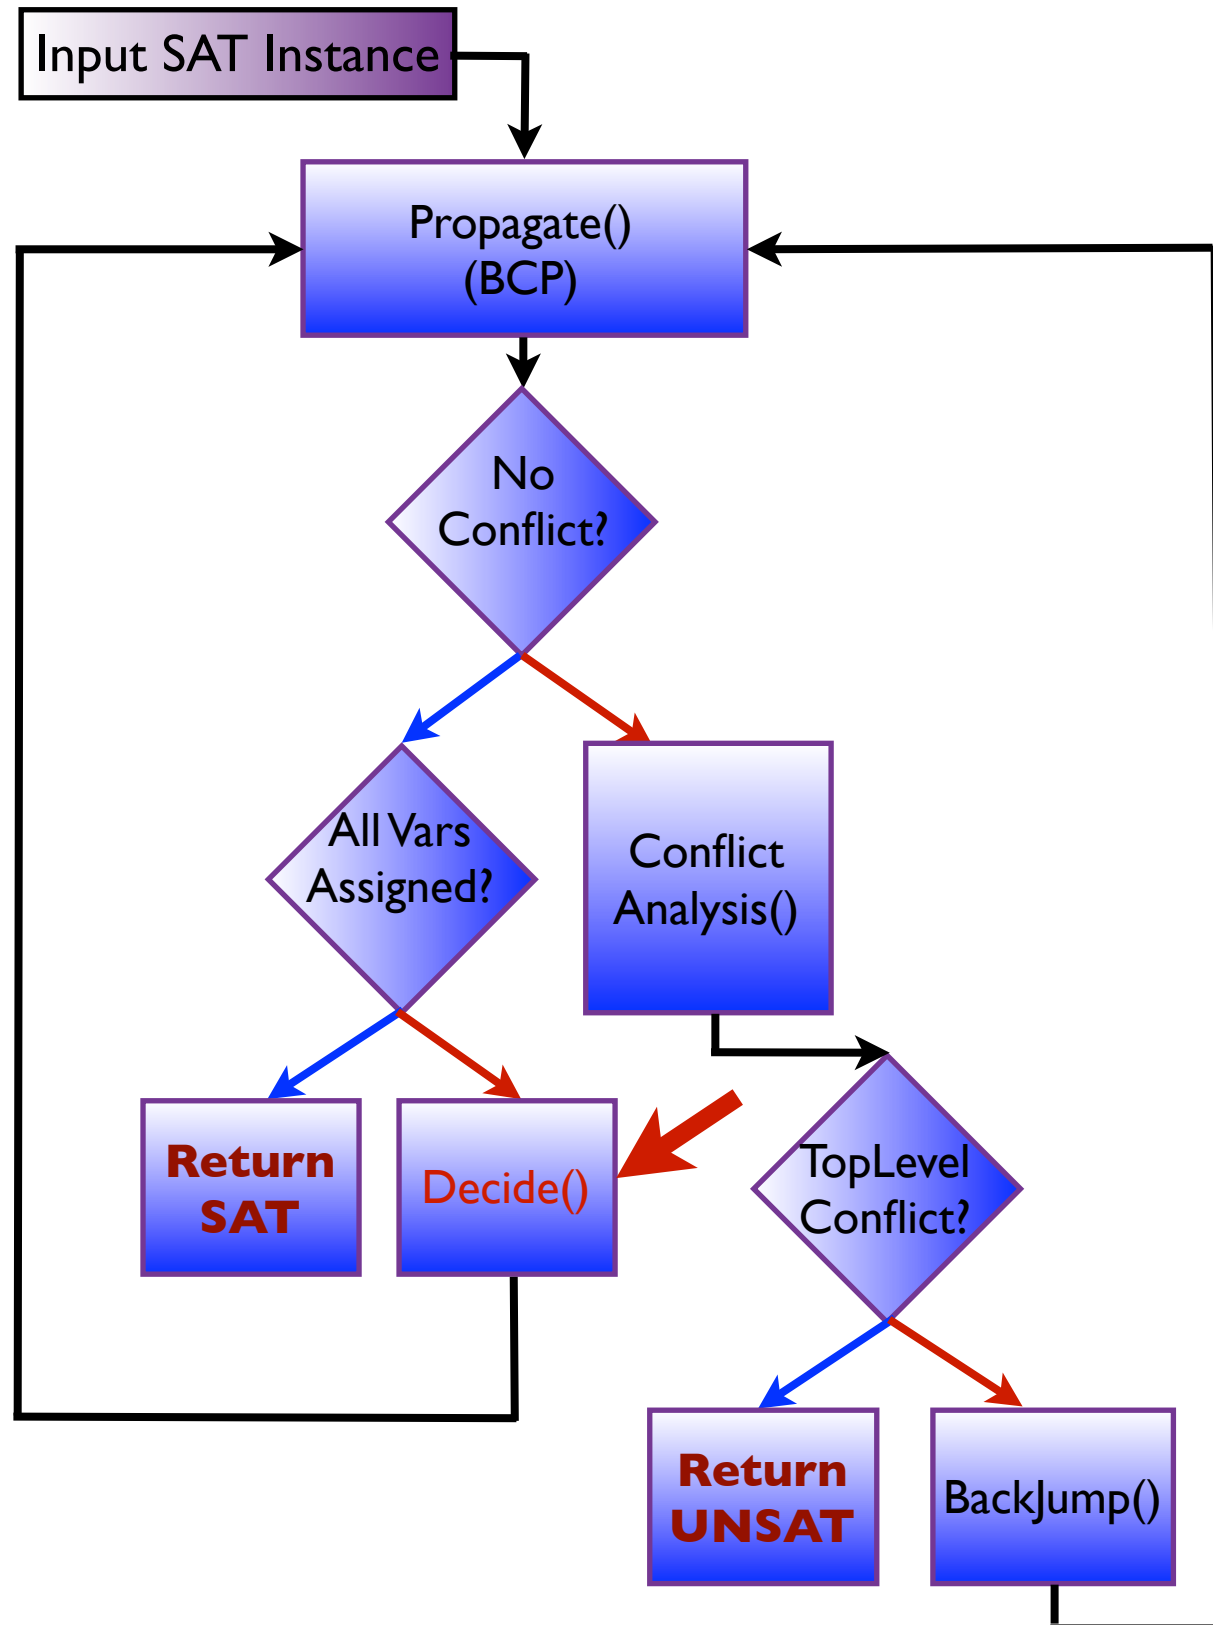 Input SAT Instance
Propagate()
(BCP)
No
Conflict?
All Vars
Assigned?
Conflict
Analysis()
Return
SAT
Decide()
TopLevel
Conflict?
Return
UNSAT
BackJump()